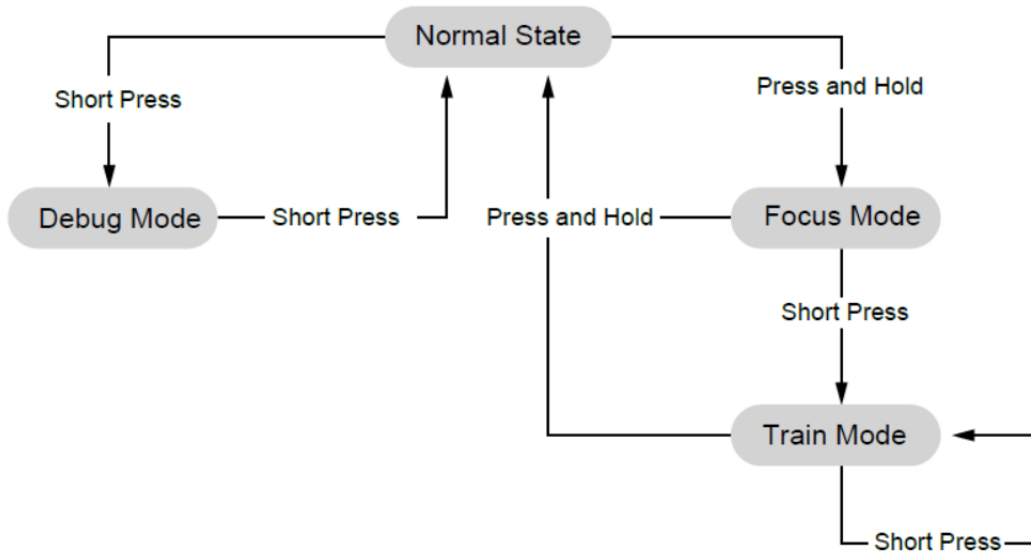 Normal State
Short Press
Press and Hold
Debug Mode
Short Press
Press and Hold
Focus Mode
Short Press
Train Mode
Short Press